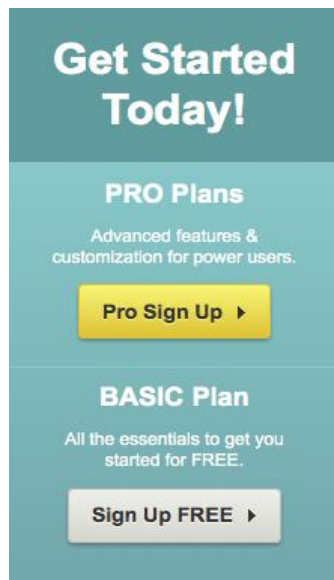 Get Started
Today!
PRO Plans
Advanced features &
customization for power users.
Pro Sign Up
BASIC Plan
All the essentials to get you
started for FREE.
Sign Up FREE